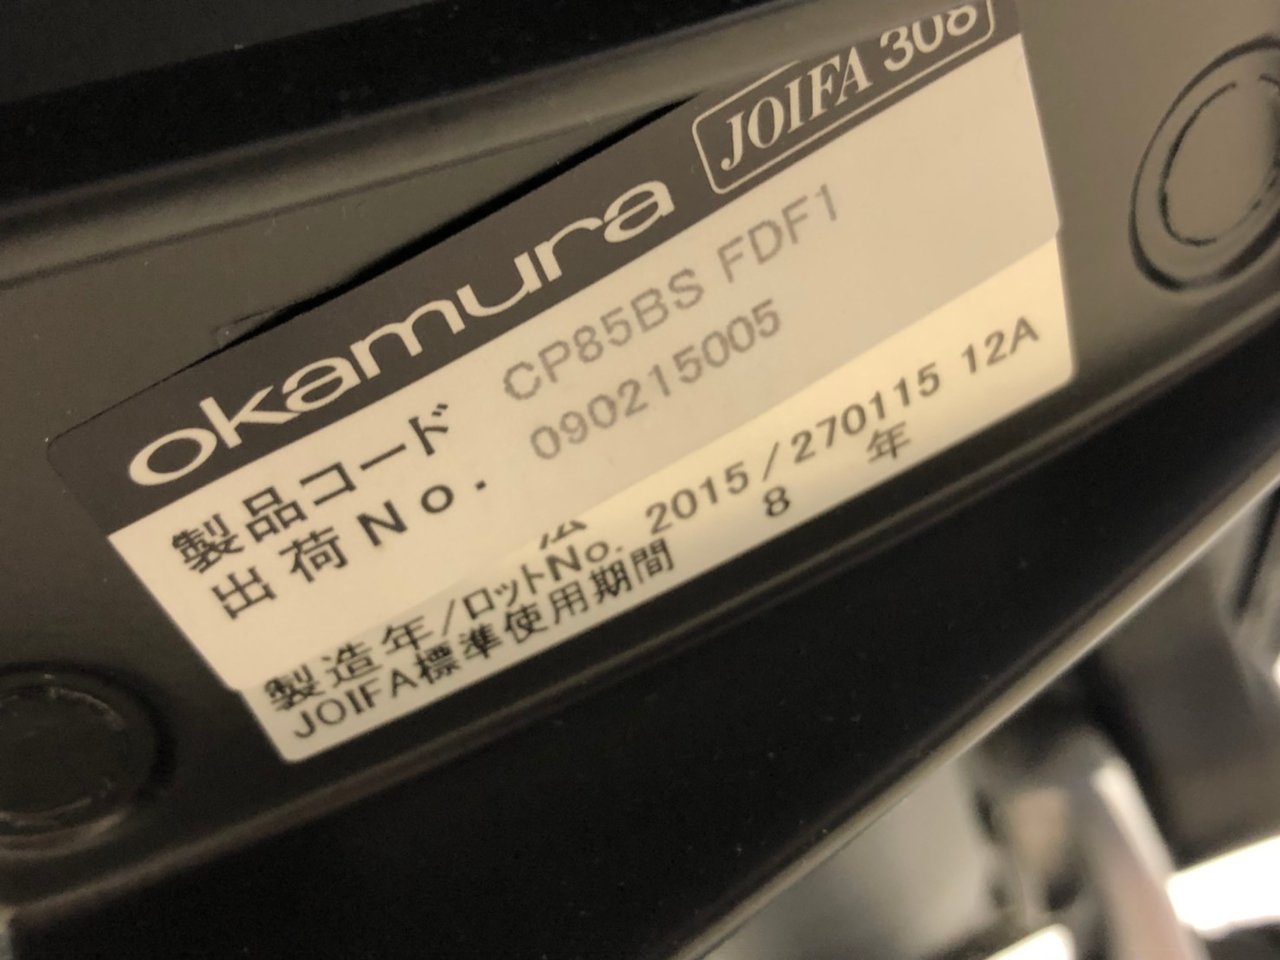 okamura JOIFA 308
製品コード CP85BS FDF1
出荷No. 090215005
製造年/ロットNo. 2015/270115 12A
JOIFA標準使用期間 8 年